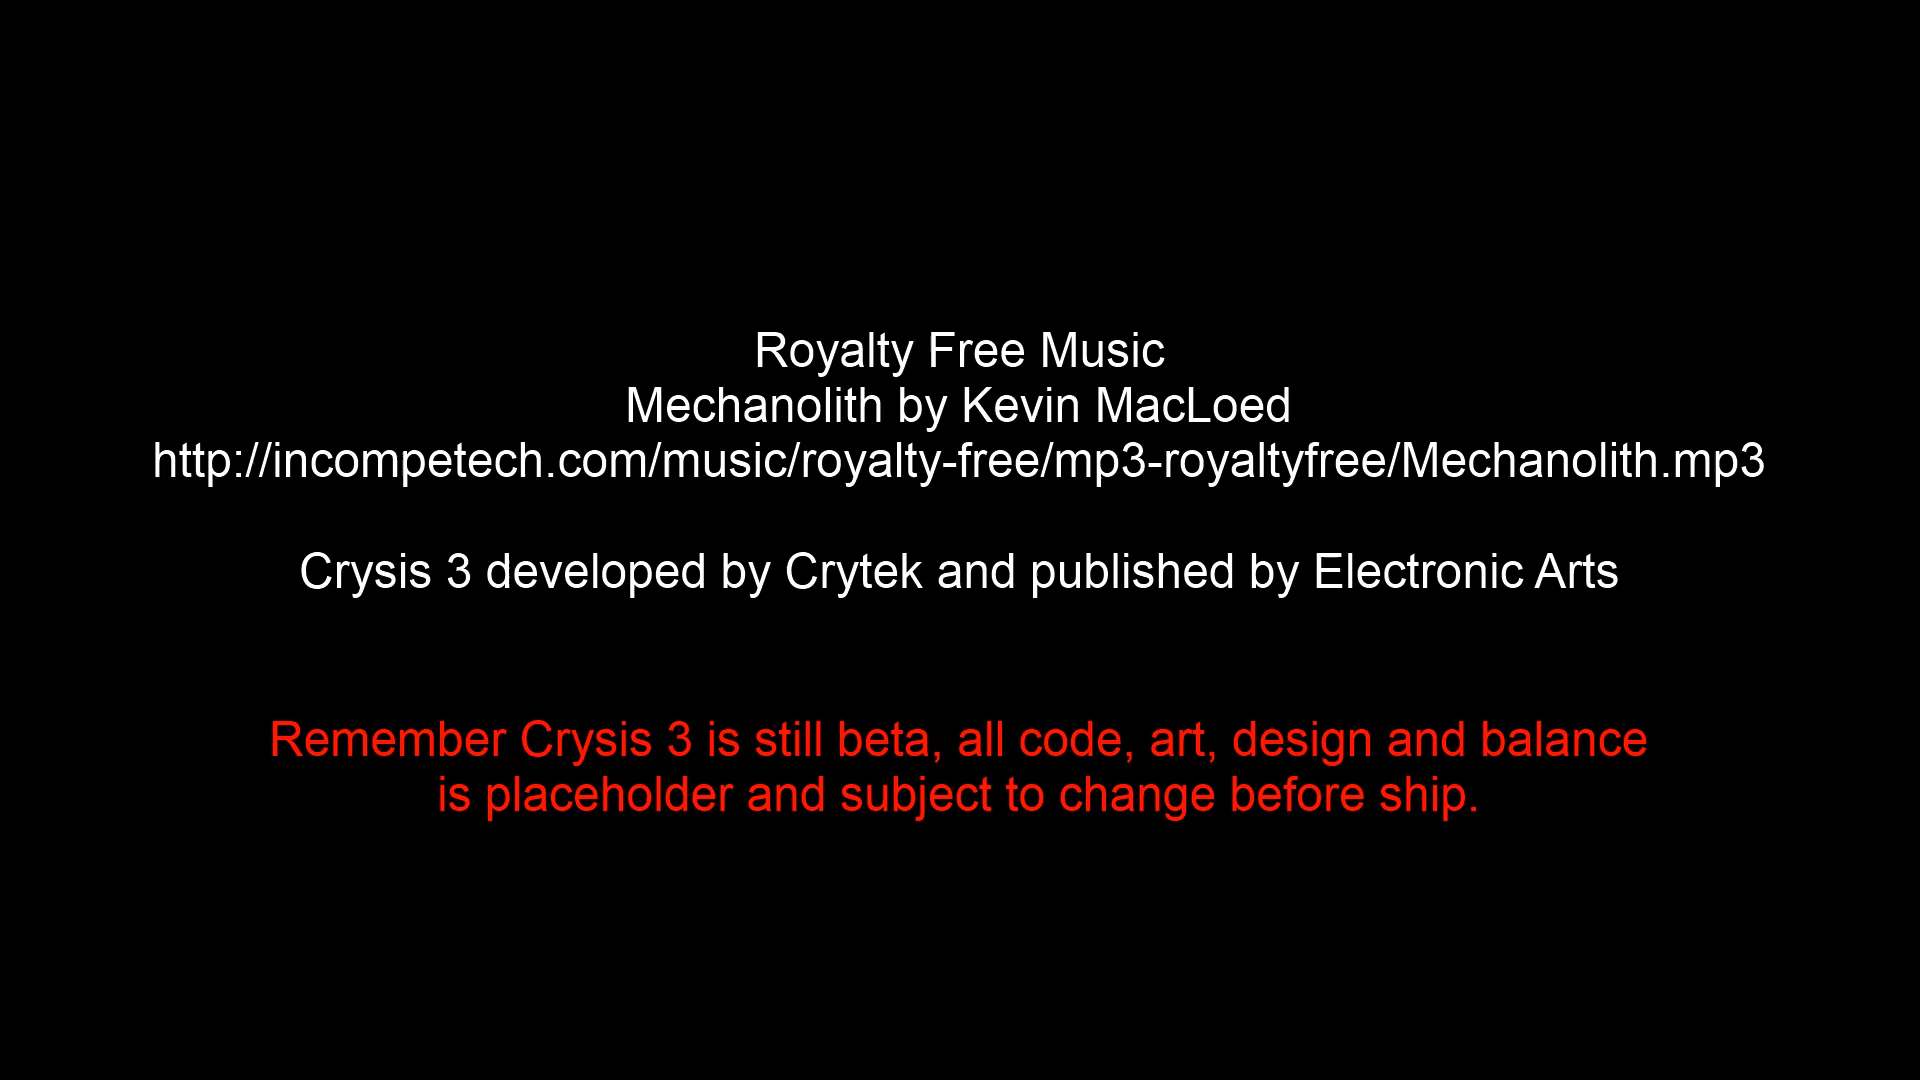 Royalty Free Music
Mechanolith by Kevin MacLoed
http://incompetech.com/music/royalty-free/mp3-royaltyfree/Mechanolith.mp3
Crysis 3 developed by Crytek and published by Electronic Arts
Remember Crysis 3 is still beta, all code, art, design and balance
is placeholder and subject to change before ship.